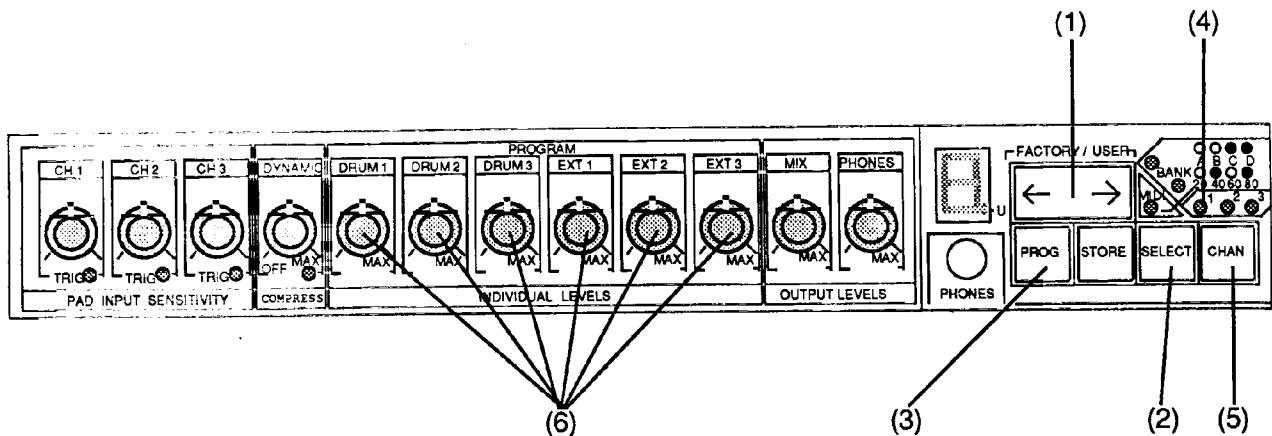 (1)
(4)
PROGRAM
FACTORY / USER
CH 1
CH 2
CH 3
DYNAMIC
DRUM 1
DRUM 2
DRUM 3
EXT 1
EXT 2
EXT 3
MIX
PHONES
A B C D
BANK
20 40 60 80
1 2 3
U
TRIG
TRIG
TRIG
OFF MAX
MAX
MAX
MAX
MAX
MAX
MAX
MAX
MAX
PROG
STORE
SELECT
CHAN
PAD INPUT SENSITIVITY
COMPRESS
INDIVIDUAL LEVELS
OUTPUT LEVELS
PHONES
(6)
(3)
(2)
(5)